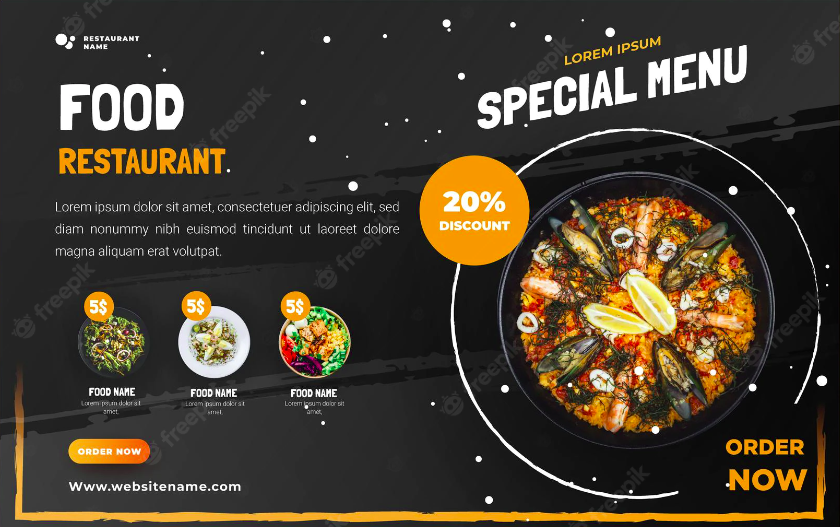 RESTAURANT
NAME
FOOD
RESTAURANT
Lorem ipsum dolor sit amet, consectetuer adipiscing elit, sed
diam nonummy nibh euismod tincidunt ut laoreet dolore
magna aliquam erat volutpat.
5$
5$
5$
FOOD NAME
Lorem ipsum dolor sit
amet,
FOOD NAME
Lorem ipsum dolor sit
amet,
FOOD NAME
Lorem ipsum dolor sit
amet,
ORDER NOW
Www.websitename.com
LOREM IPSUM
SPECIAL MENU
20%
DISCOUNT
ORDER
NOW
freepik